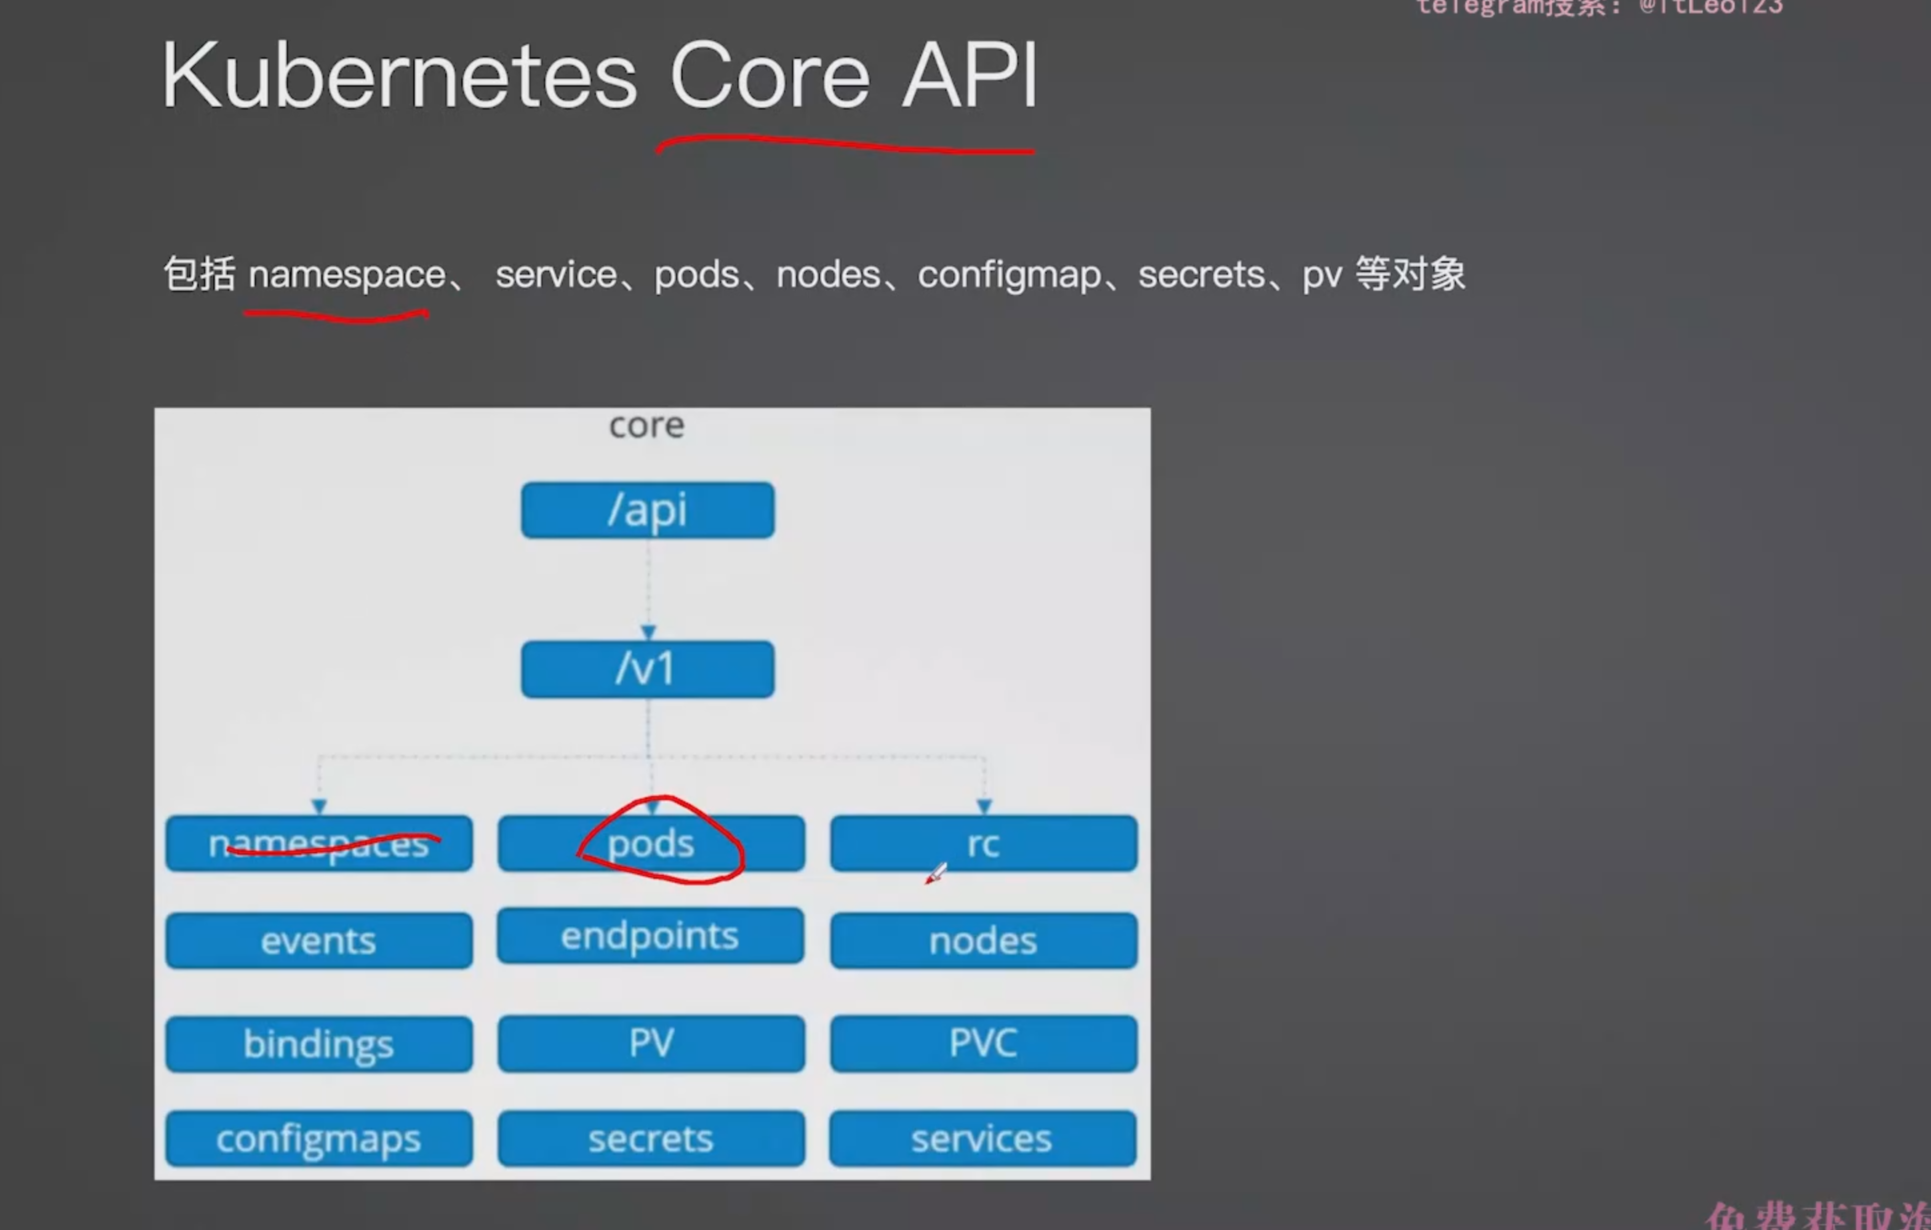 telegram搜索：@itLeo123
Kubernetes Core API
包括 namespace、 service、pods、nodes、configmap、secrets、pv 等对象
core
/api
/v1
namespaces pods rc
events endpoints nodes
bindings PV PVC
configmaps secrets services
免费获取海